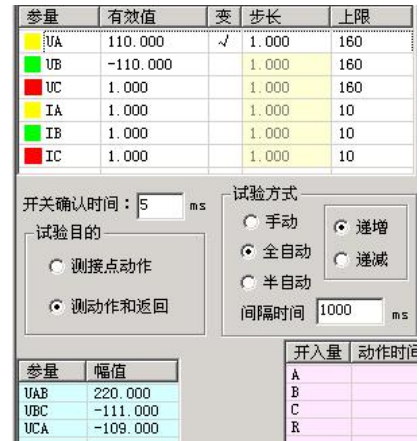 参量 有效值 变 步长 上限
UA 110.000 √ 1.000 160
UB -110.000 1.000 160
UC 1.000 1.000 160
IA 1.000 1.000 10
IB 1.000 1.000 10
IC 1.000 1.000 10
开关确认时间：5 ms
试验目的
测接点动作
测动作和返回
试验方式
手动
全自动
半自动
递增
递减
间隔时间 1000 ms
参量 幅值
UAB 220.000
UBC -111.000
UCA -109.000
开入量 动作时间
A
B
C
R